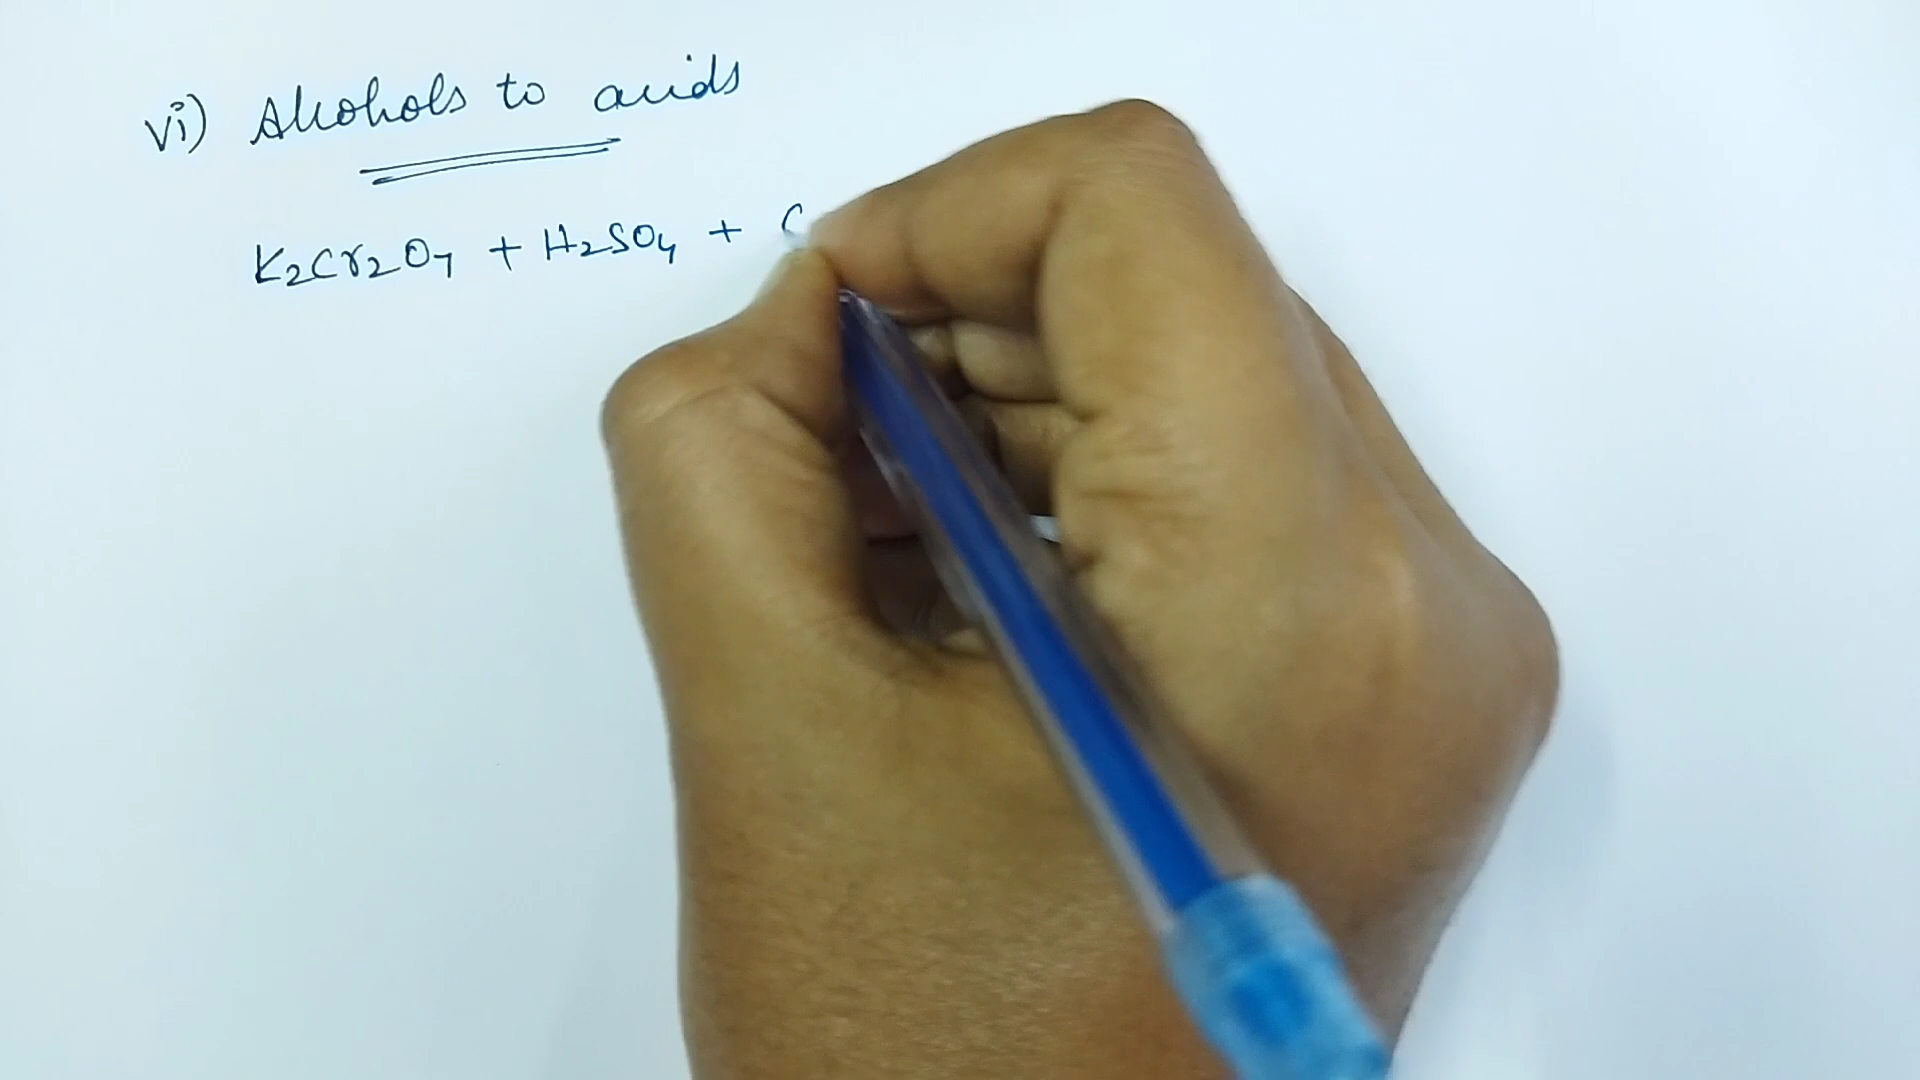 vi) Alcohols to acids
K2Cr2O7 + H2SO4 + C